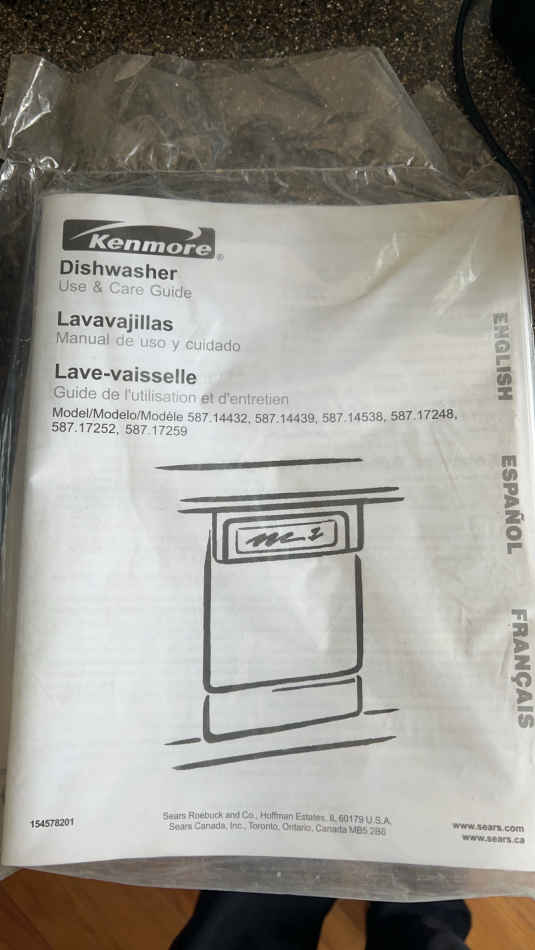 Kenmore®
Dishwasher
Use & Care Guide
Lavavajillas
Manual de uso y cuidado
Lave-vaisselle
Guide de l'utilisation et d'entretien
Model/Modelo/Modèle 587.14432, 587.14439, 587.14538, 587.17248,
587.17252, 587.17259
ENGLISH
ESPAÑOL
FRANÇAIS
154578201
Sears Roebuck and Co., Hoffman Estates, IL 60179 U.S.A.
Sears Canada, Inc., Toronto, Ontario, Canada MB5 2B8
www.sears.com
www.sears.ca